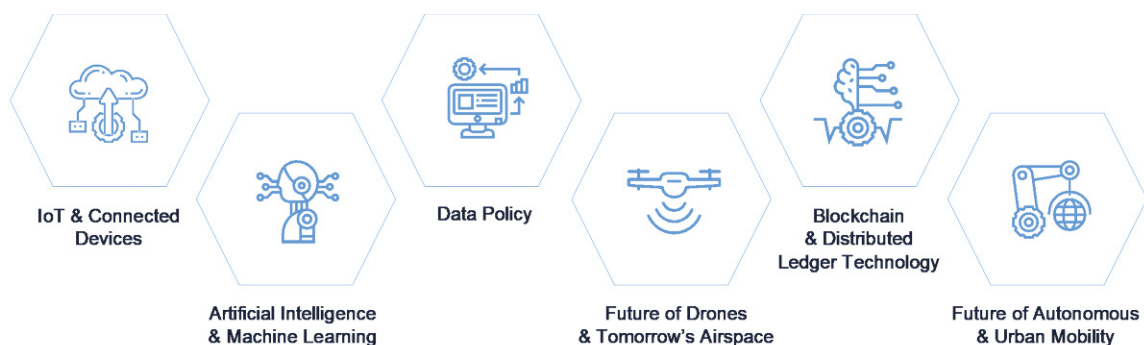 IoT & Connected
Devices
Artificial Intelligence
& Machine Learning
Data Policy
Future of Drones
& Tomorrow's Airspace
Blockchain
& Distributed
Ledger Technology
Future of Autonomous
& Urban Mobility